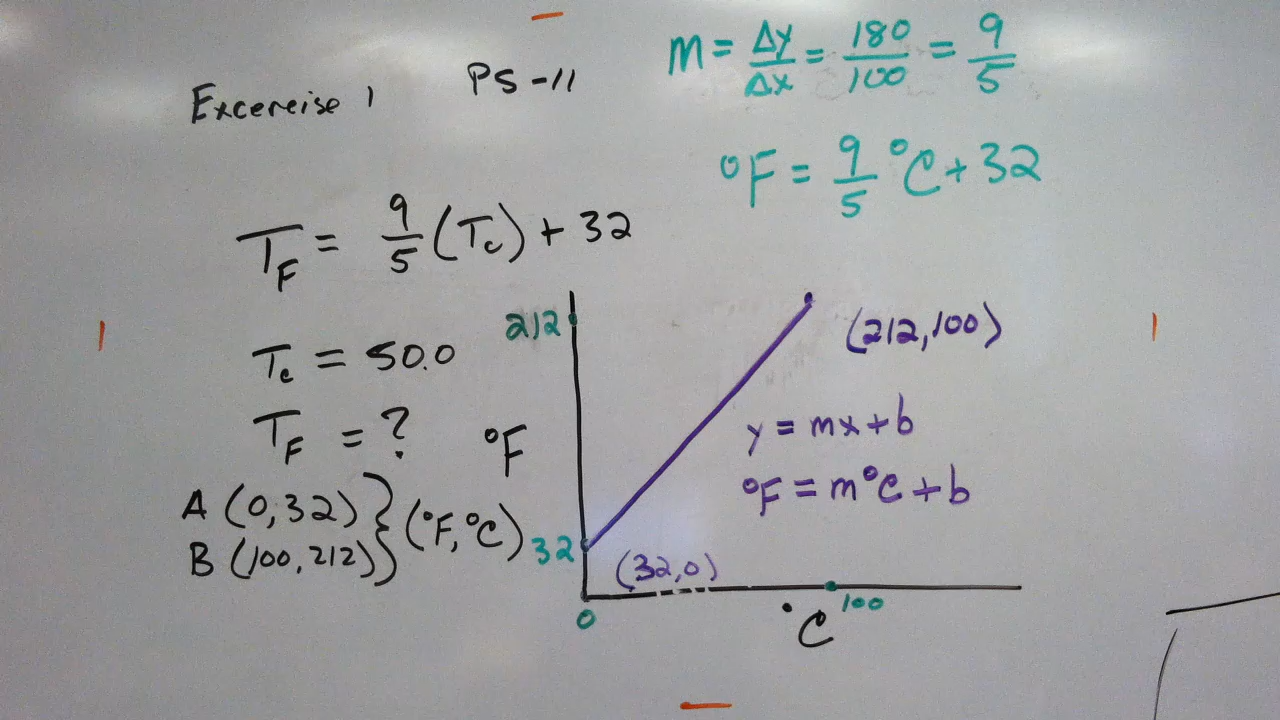 Excercise 1 PS-11
m = Δy/Δx = 180/100 = 9/5
°F = 9/5 °C + 32
T_F = 9/5 (T_c) + 32
T_c = 50.0
T_F = ?
A (0,32) } (°F, °C)
B (100,212) }
°F
212
32
0
100
°C
(212,100)
y = mx+b
°F = m°C + b
(32,0)